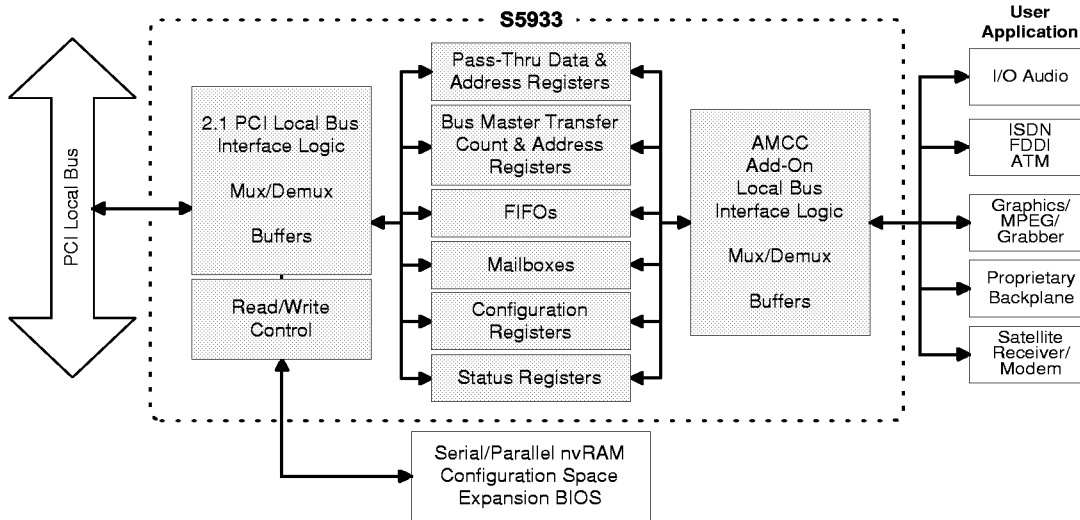 S5933
User
Application
PCI Local Bus
2.1 PCI Local Bus
Interface Logic
Mux/Demux
Buffers
Read/Write
Control
Pass-Thru Data &
Address Registers
Bus Master Transfer
Count & Address
Registers
FIFOs
Mailboxes
Configuration
Registers
Status Registers
AMCC
Add-On
Local Bus
Interface Logic
Mux/Demux
Buffers
I/O Audio
ISDN
FDDI
ATM
Graphics/
MPEG/
Grabber
Proprietary
Backplane
Satellite
Receiver/
Modem
Serial/Parallel nvRAM
Configuration Space
Expansion BIOS